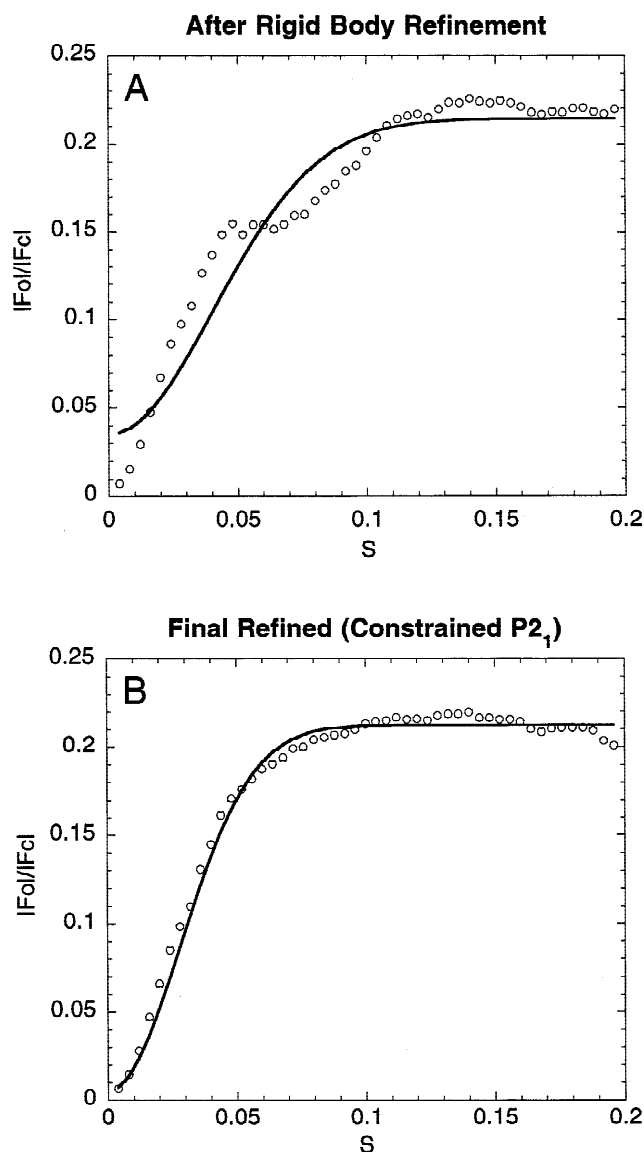 After Rigid Body Refinement
0.25
A
0.2
0.15
|Fo|/|Fc|
0.1
0.05
0
0 0.05 0.1 0.15 0.2
S
Final Refined (Constrained P2₁)
0.25
B
0.2
0.15
|Fo|/|Fc|
0.1
0.05
0
0 0.05 0.1 0.15 0.2
S